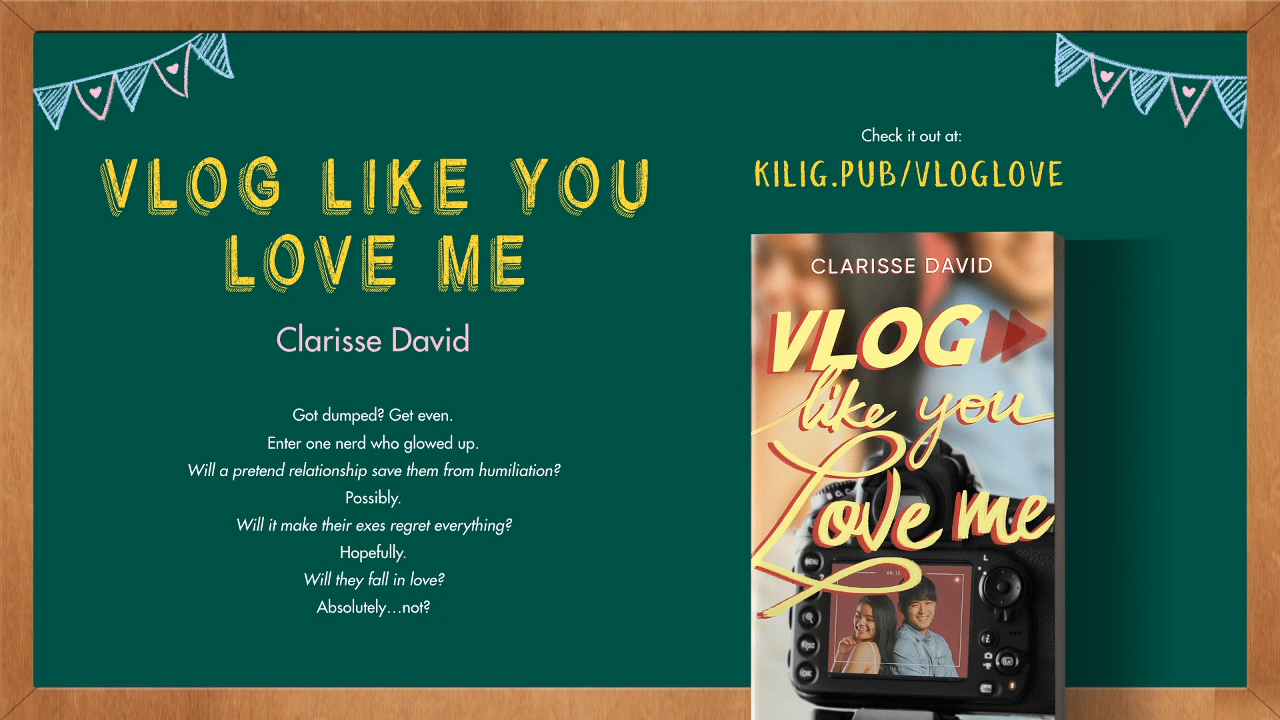 VLOG LIKE YOU
LOVE ME
Clarisse David
Got dumped? Get even.
Enter one nerd who glowed up.
Will a pretend relationship save them from humiliation?
Possibly.
Will it make their exes regret everything?
Hopefully.
Will they fall in love?
Absolutely...not?
Check it out at:
KILIG.PUB/VLOGLOVE
CLARISSE DAVID
VLOG
like you
Love me
MENU
L
OK